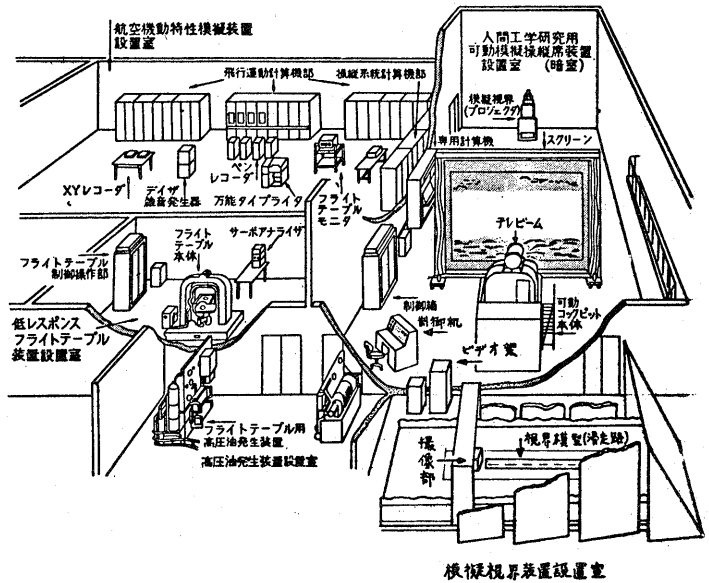 航空機動特性模擬装置
設置室
人間工学研究用
可動模擬操縦席装置
設置室 (暗室)
飛行運動計算機部
操縦系統計算機部
模擬視界
(プロジェクタ)
専用計算機
スクリーン
XYレコーダ
デイザ
雑音発生器
ペン
レコーダ
万能タイプライタ
フライト
テーブル
モニタ
テレビーム
フライト
テーブル
本体
サーボアナライザ
フライトテーブル
制御操作部
低レスポンス
フライトテーブル
装置設置室
制御箱
制御机
可動
コックピット
本体
ビデオ架
フライトテーブル用
高圧油発生装置
高圧油発生装置設置室
撮像部
視界模型(滑走路)
模擬視界装置設置室